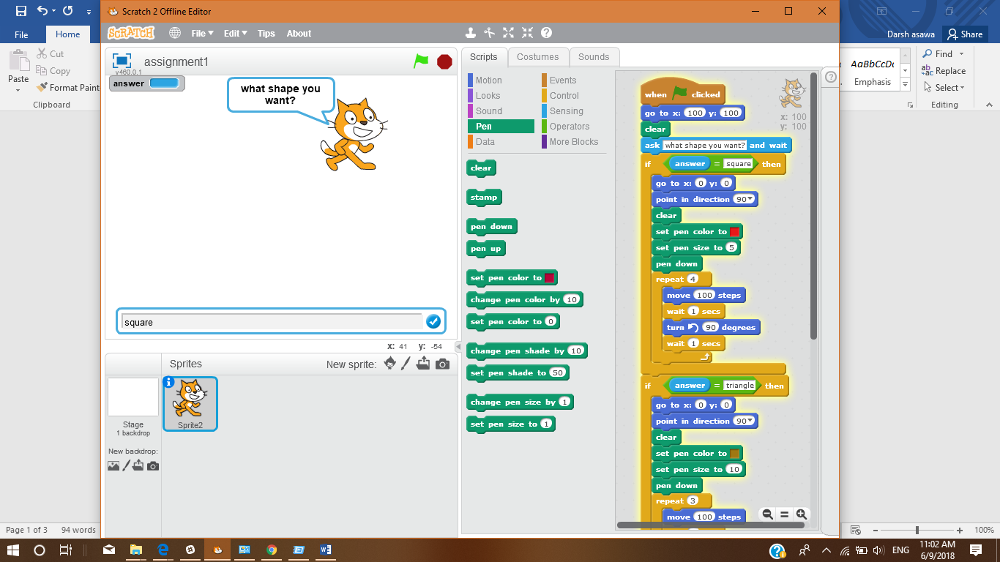 Scratch 2 Offline Editor
File
Home
Darsh asawa
Share
Cut
Copy
Paste
Format Paint
Clipboard
SCRATCH
File
Edit
Tips
About
assignment1
v460.0.1
answer
what shape you
want?
square
x: 41 y: -54
Sprites
New sprite:
Stage
1 backdrop
New backdrop:
Sprite2
Scripts
Costumes
Sounds
Motion
Events
Looks
Control
Sound
Sensing
Pen
Operators
Data
More Blocks
clear
stamp
pen down
pen up
set pen color to
change pen color by 10
set pen color to 0
change pen shade by 10
set pen shade to 50
change pen size by 1
set pen size to 1
when clicked
go to x: 100 y: 100
clear
ask what shape you want? and wait
if answer = square then
go to x: 0 y: 0
point in direction 90
clear
set pen color to
set pen size to 5
pen down
repeat 4
move 100 steps
wait 1 secs
turn 90 degrees
wait 1 secs
if answer = triangle then
go to x: 0 y: 0
point in direction 90
clear
set pen color to
set pen size to 10
pen down
repeat 3
move 100 steps
x: 100
y: 100
AaBbCcD
Emphasis
Find
Replace
Select
Editing
Page 1 of 3 94 words
100%
ENG
11:02 AM
6/9/2018